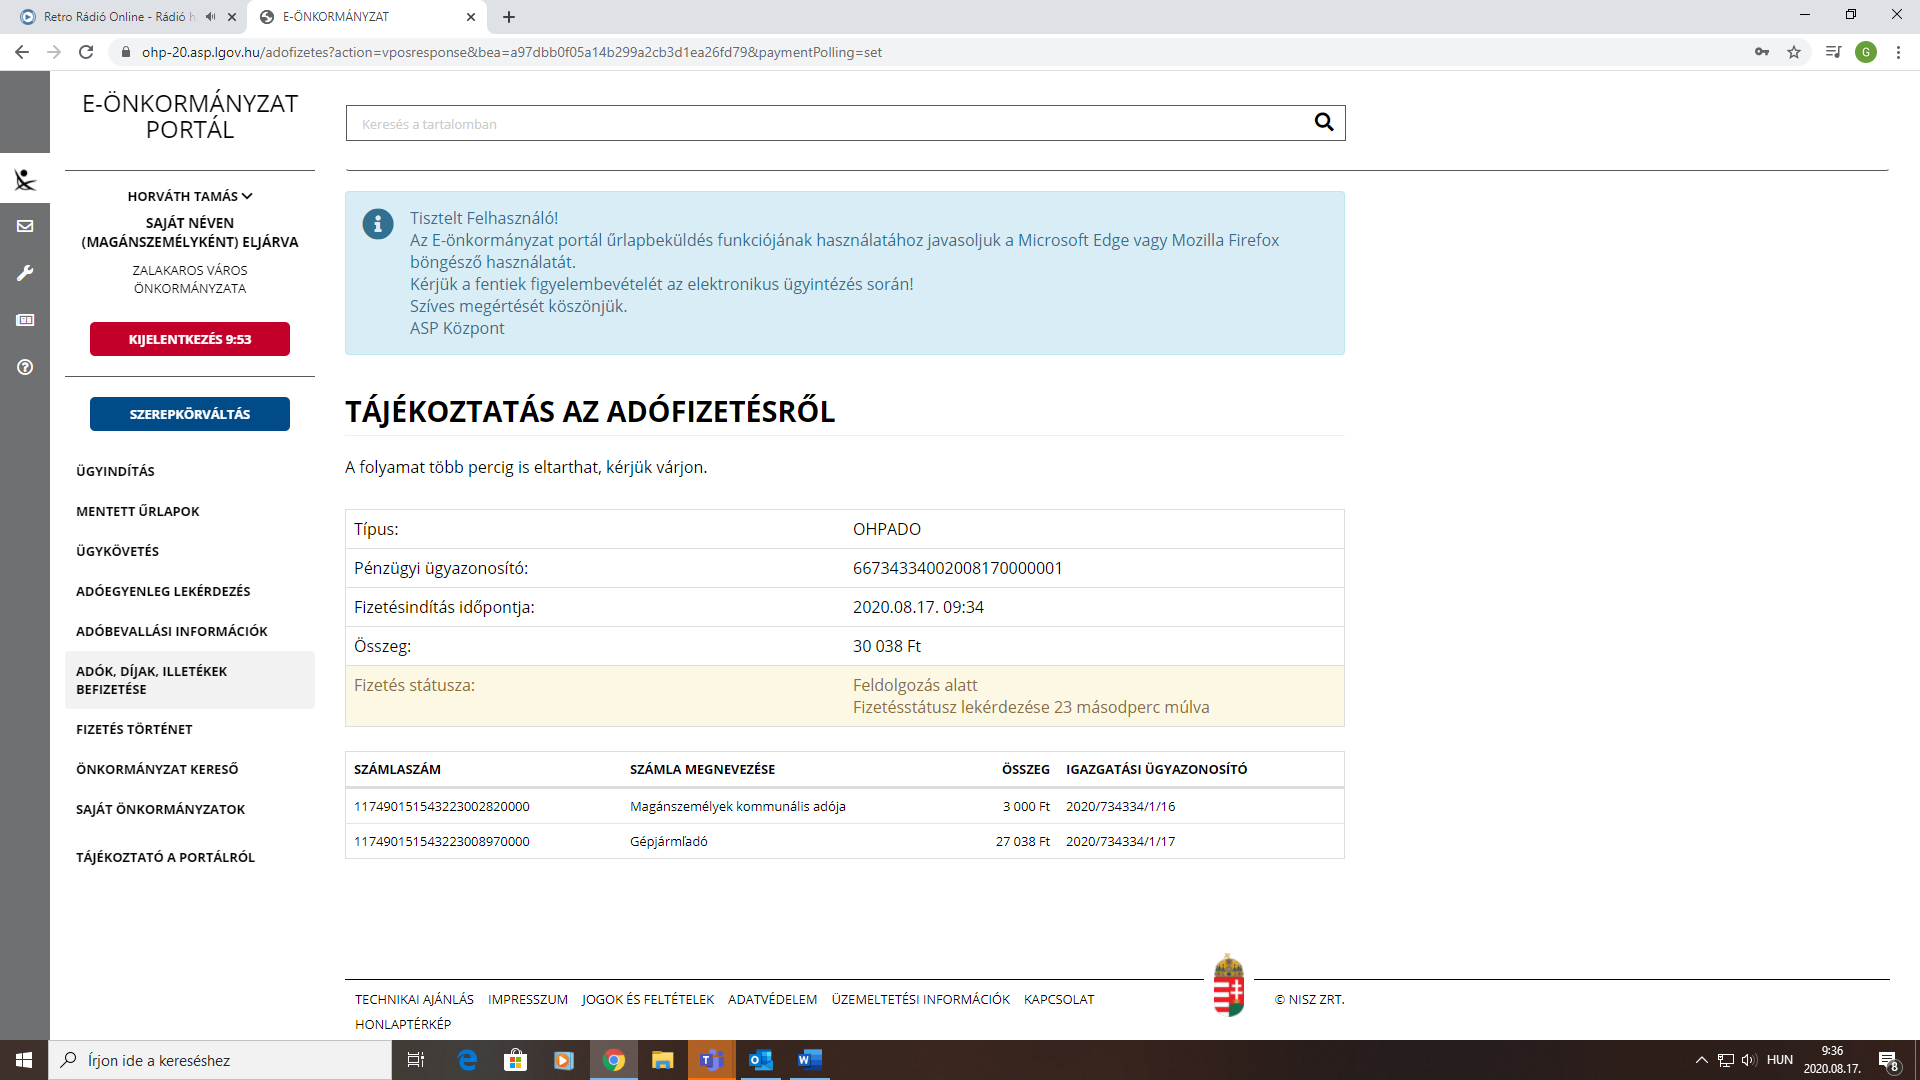 Retro Rádió Online - Rádió h
E-ÖNKORMÁNYZAT
ohp-20.asp.lgov.hu/adofizetes?action=vposresponse&bea=a97dbb0f05a14b299a2cb3d1ea26fd79&paymentPolling=set
G
E-ÖNKORMÁNYZAT
PORTÁL
Keresés a tartalomban
HORVÁTH TAMÁS
SAJÁT NÉVEN
(MAGÁNSZEMÉLYKÉNT) ELJÁRVA
ZALAKAROS VÁROS
ÖNKORMÁNYZATA
KIJELENTKEZÉS 9:53
SZEREPKÖRVÁLTÁS
ÜGYINDÍTÁS
MENTETT ŰRLAPOK
ÜGYKÖVETÉS
ADÓEGYENLEG LEKÉRDEZÉS
ADÓBEVALLÁSI INFORMÁCIÓK
ADÓK, DÍJAK, ILLETÉKEK
BEFIZETÉSE
FIZETÉS TÖRTÉNET
ÖNKORMÁNYZAT KERESŐ
SAJÁT ÖNKORMÁNYZATOK
TÁJÉKOZTATÓ A PORTÁLRÓL
Tisztelt Felhasználó!
Az E-önkormányzat portál űrlapbeküldés funkciójának használatához javasoljuk a Microsoft Edge vagy Mozilla Firefox
böngésző használatát.
Kérjük a fentiek figyelembevételét az elektronikus ügyintézés során!
Szíves megértését köszönjük.
ASP Központ
TÁJÉKOZTATÁS AZ ADÓFIZETÉSRŐL
A folyamat több percig is eltarthat, kérjük várjon.
Típus: OHPADO
Pénzügyi ügyazonosító: 66734334002008170000001
Fizetésindítás időpontja: 2020.08.17. 09:34
Összeg: 30 038 Ft
Fizetés státusza: Feldolgozás alatt
Fizetésstátusz lekérdezése 23 másodperc múlva
SZÁMLASZÁM SZÁMLA MEGNEVEZÉSE ÖSSZEG IGAZGATÁSI ÜGYAZONOSÍTÓ
117490151543223002820000 Magánszemélyek kommunális adója 3 000 Ft 2020/734334/1/16
117490151543223008970000 Gépjármľadó 27 038 Ft 2020/734334/1/17
TECHNIKAI AJÁNLÁS IMPRESSZUM JOGOK ÉS FELTÉTELEK ADATVÉDELEM ÜZEMELTETÉSI INFORMÁCIÓK KAPCSOLAT
HONLAPTÉRKÉP
© NISZ ZRT.
Írjon ide a kereséshez
HUN
9:36
2020.08.17.
8